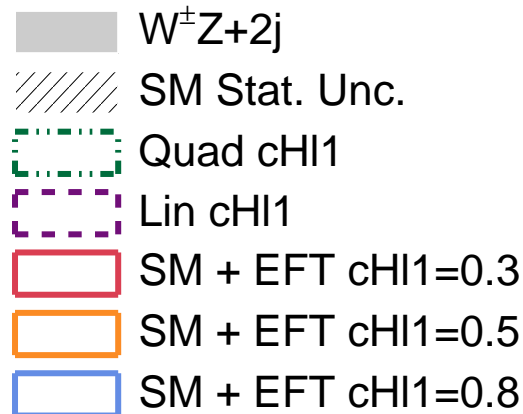 W±Z+2j
SM Stat. Unc.
Quad cHl1
Lin cHl1
SM + EFT cHl1=0.3
SM + EFT cHl1=0.5
SM + EFT cHl1=0.8